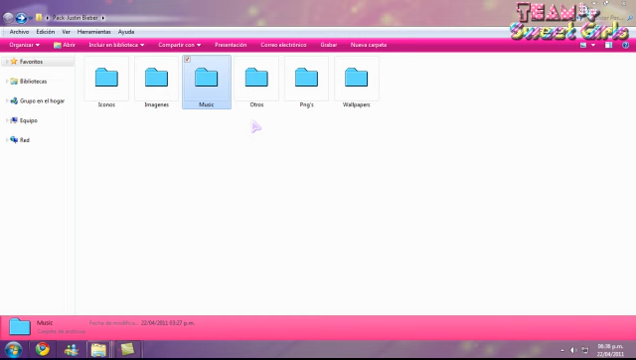 Pack Justin Bieber
TEAM
Sweet Girls
Archivo Edición Ver Herramientas Ayuda
Organizar Abrir Incluir en biblioteca Compartir con Presentación Correo electrónico Grabar Nueva carpeta
Favoritos
Bibliotecas
Grupo en el hogar
Equipo
Red
Iconos Imagenes Music Otros Png's Wallpapers
Music Fecha de modifica... 22/04/2011 03:27 p.m.
Carpeta de archivos
08:38 p.m.
22/04/2011